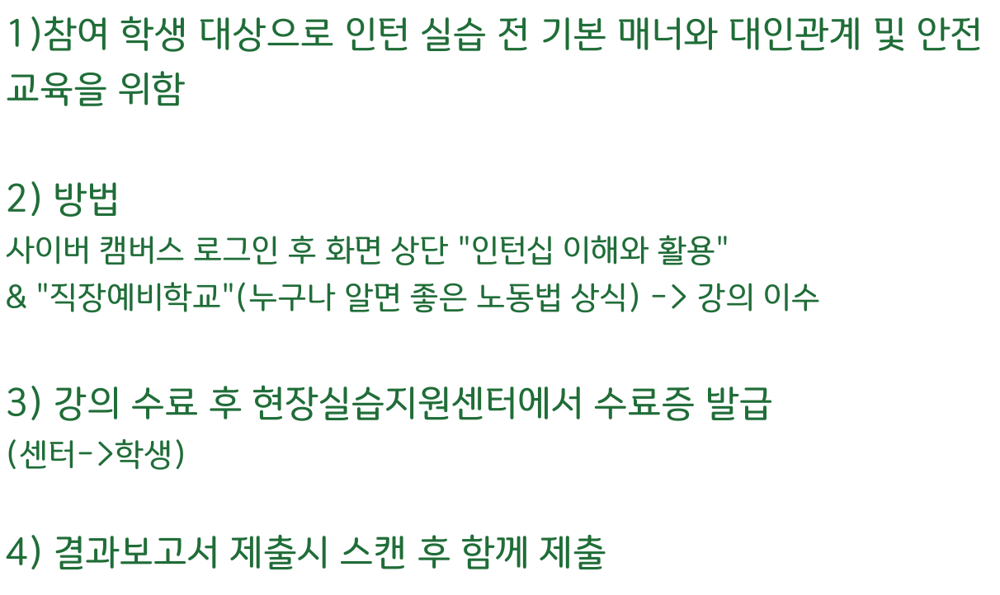 1)참여 학생 대상으로 인턴 실습 전 기본 매너와 대인관계 및 안전
교육을 위함
2) 방법
사이버 캠버스 로그인 후 화면 상단 "인턴십 이해와 활용"
& "직장예비학교"(누구나 알면 좋은 노동법 상식) -> 강의 이수
3) 강의 수료 후 현장실습지원센터에서 수료증 발급
(센터->학생)
4) 결과보고서 제출시 스캔 후 함께 제출